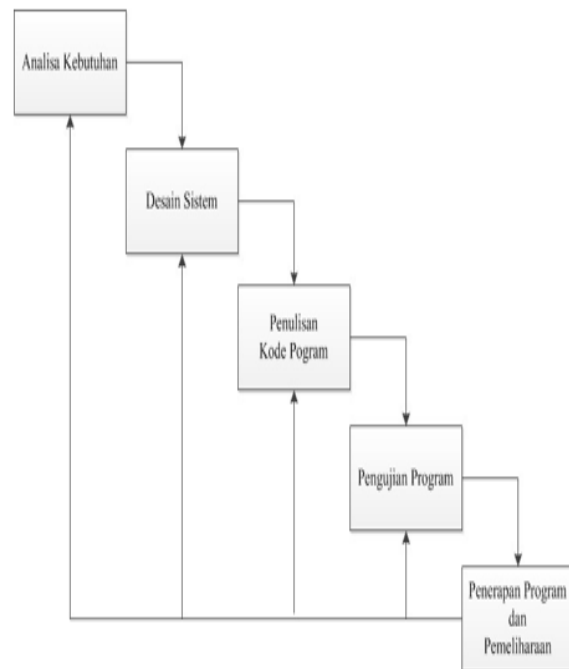 Analisa Kebutuhan
Desain Sistem
Penulisan
Kode Pogram
Pengujian Program
Penerapan Program
dan
Pemeliharaan